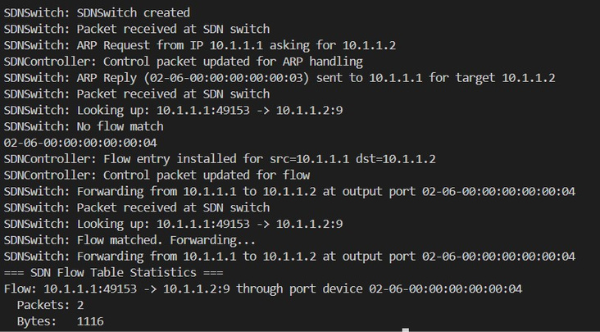 SDNSwitch: SDNSwitch created
SDNSwitch: Packet received at SDN switch
SDNSwitch: ARP Request from IP 10.1.1.1 asking for 10.1.1.2
SDNController: Control packet updated for ARP handling
SDNSwitch: ARP Reply (02-06-00:00:00:00:00:03) sent to 10.1.1.1 for target 10.1.1.2
SDNSwitch: Packet received at SDN switch
SDNSwitch: Looking up: 10.1.1.1:49153 -> 10.1.1.2:9
SDNSwitch: No flow match
02-06-00:00:00:00:00:04
SDNController: Flow entry installed for src=10.1.1.1 dst=10.1.1.2
SDNController: Control packet updated for flow
SDNSwitch: Forwarding from 10.1.1.1 to 10.1.1.2 at output port 02-06-00:00:00:00:00:04
SDNSwitch: Packet received at SDN switch
SDNSwitch: Looking up: 10.1.1.1:49153 -> 10.1.1.2:9
SDNSwitch: Flow matched. Forwarding...
SDNSwitch: Forwarding from 10.1.1.1 to 10.1.1.2 at output port 02-06-00:00:00:00:00:04
=== SDN Flow Table Statistics ===
Flow: 10.1.1.1:49153 -> 10.1.1.2:9 through port device 02-06-00:00:00:00:00:04
  Packets: 2
  Bytes:   1116